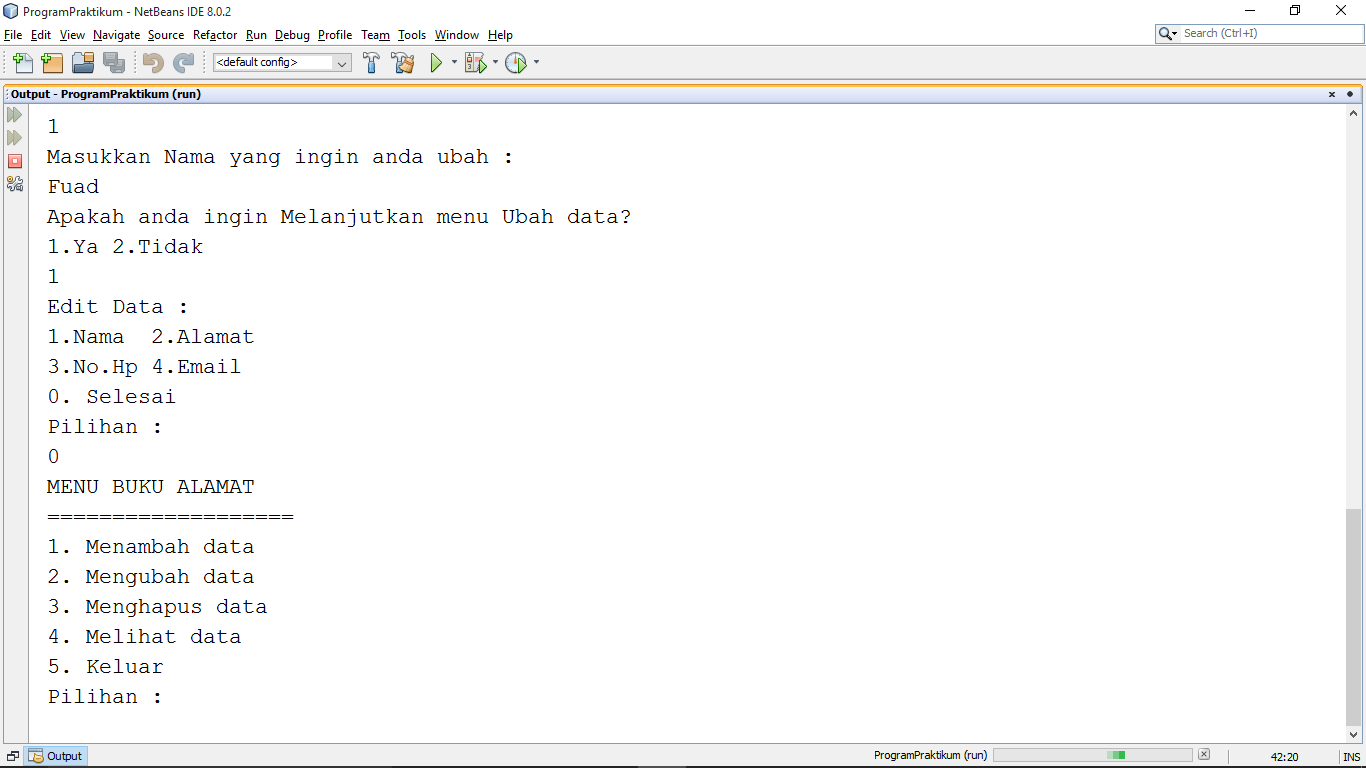 ProgramPraktikum - NetBeans IDE 8.0.2
File Edit View Navigate Source Refactor Run Debug Profile Team Tools Window Help
Search (Ctrl+I)
<default config>
Output - ProgramPraktikum (run)
1
Masukkan Nama yang ingin anda ubah :
Fuad
Apakah anda ingin Melanjutkan menu Ubah data?
1.Ya 2.Tidak
1
Edit Data :
1.Nama  2.Alamat
3.No.Hp 4.Email
0. Selesai
Pilihan :
0
MENU BUKU ALAMAT
===================
1. Menambah data
2. Mengubah data
3. Menghapus data
4. Melihat data
5. Keluar
Pilihan :
Output
ProgramPraktikum (run)
42:20
INS